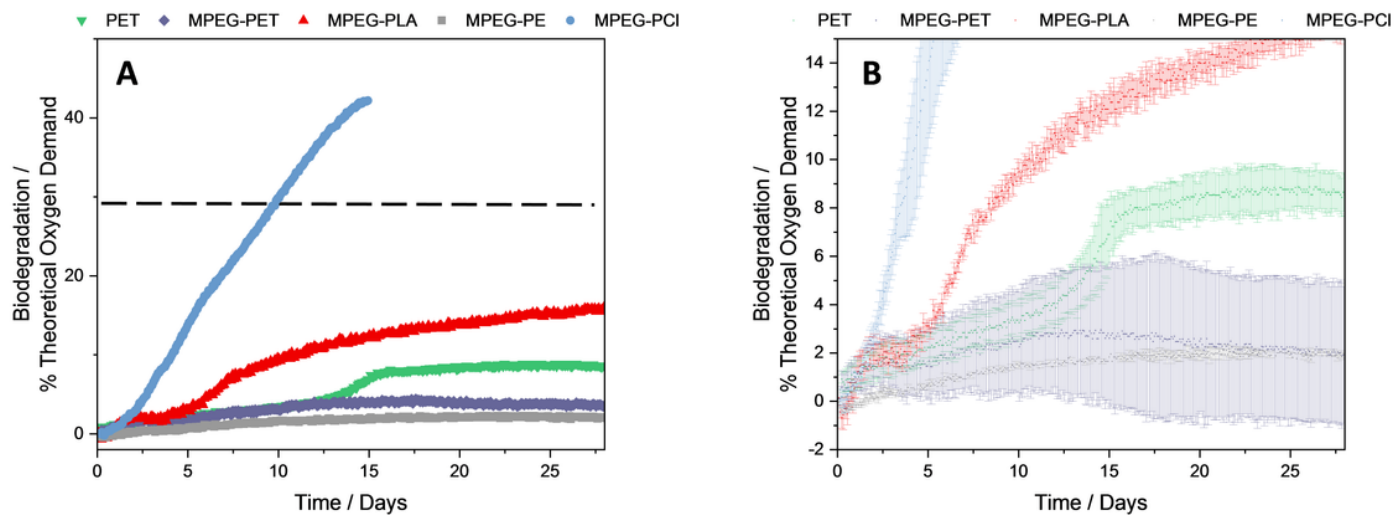 PET MPEG-PET MPEG-PLA MPEG-PE MPEG-PCI
A
40
20
0
0 5 10 15 20 25
Time / Days
Biodegradation /
% Theoretical Oxygen Demand
PET MPEG-PET MPEG-PLA MPEG-PE MPEG-PCI
B
14
12
10
8
6
4
2
0
-2
0 5 10 15 20 25
Time / Days
Biodegradation /
% Theoretical Oxygen Demand